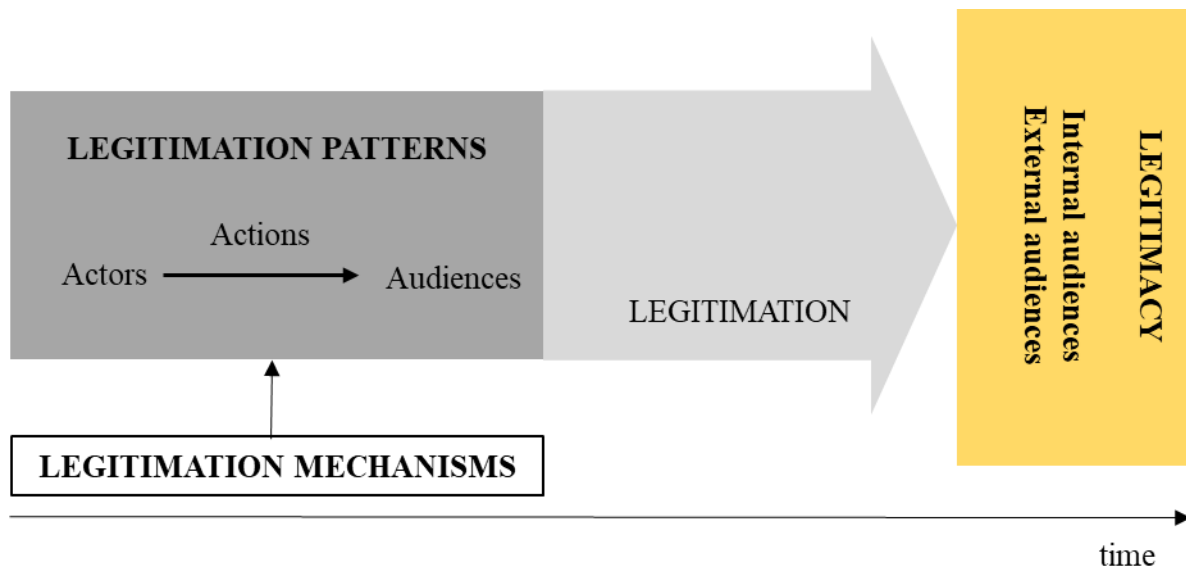 LEGITIMATION PATTERNS
Actions
Actors
Audiences
LEGITIMATION
LEGITIMACY
Internal audiences
External audiences
LEGITIMATION MECHANISMS
time